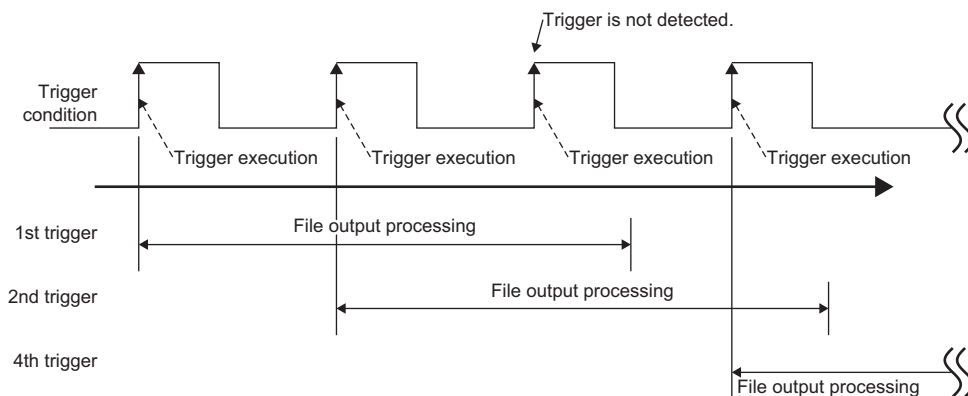 Trigger is not detected.
Trigger
condition
Trigger execution
Trigger execution
Trigger execution
Trigger execution
1st trigger
File output processing
2nd trigger
File output processing
4th trigger
File output processing